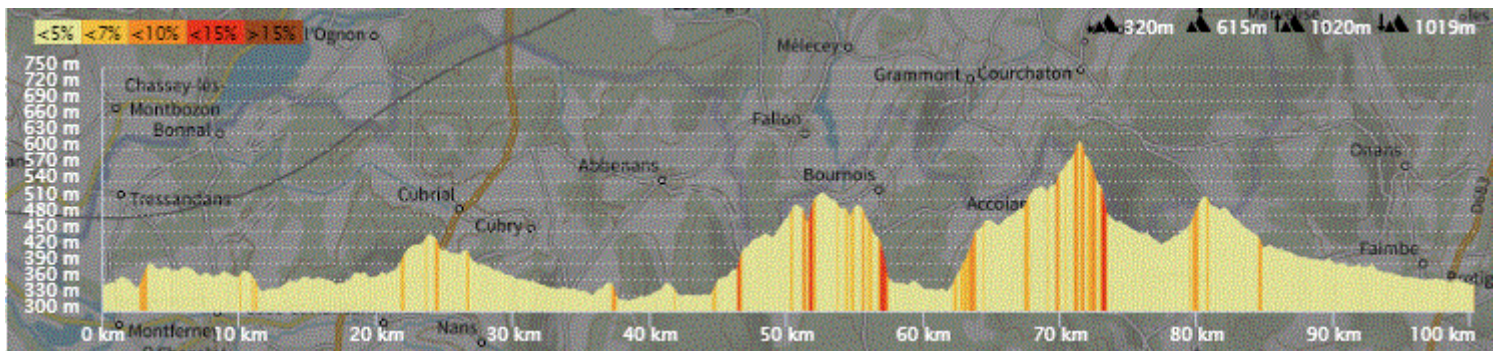 <5% <7% <10% <15% >15% l'Ognon 320m 615m 1020m 1019m
Mélecey
Grammont Courchaton
750 m
720 m
690 m
660 m
630 m
600 m
570 m
540 m
510 m
480 m
450 m
420 m
390 m
360 m
330 m
300 m
Chassey-lès-
Montbozon
Bonnal
Fallon
Abbenans
Bournois
Onans
Tressandans
Cubrial
Cubry
Accolar
Faimbe
0 km 10 km 20 km 30 km 40 km 50 km 60 km 70 km 80 km 90 km 100 km
Montferney
Nans